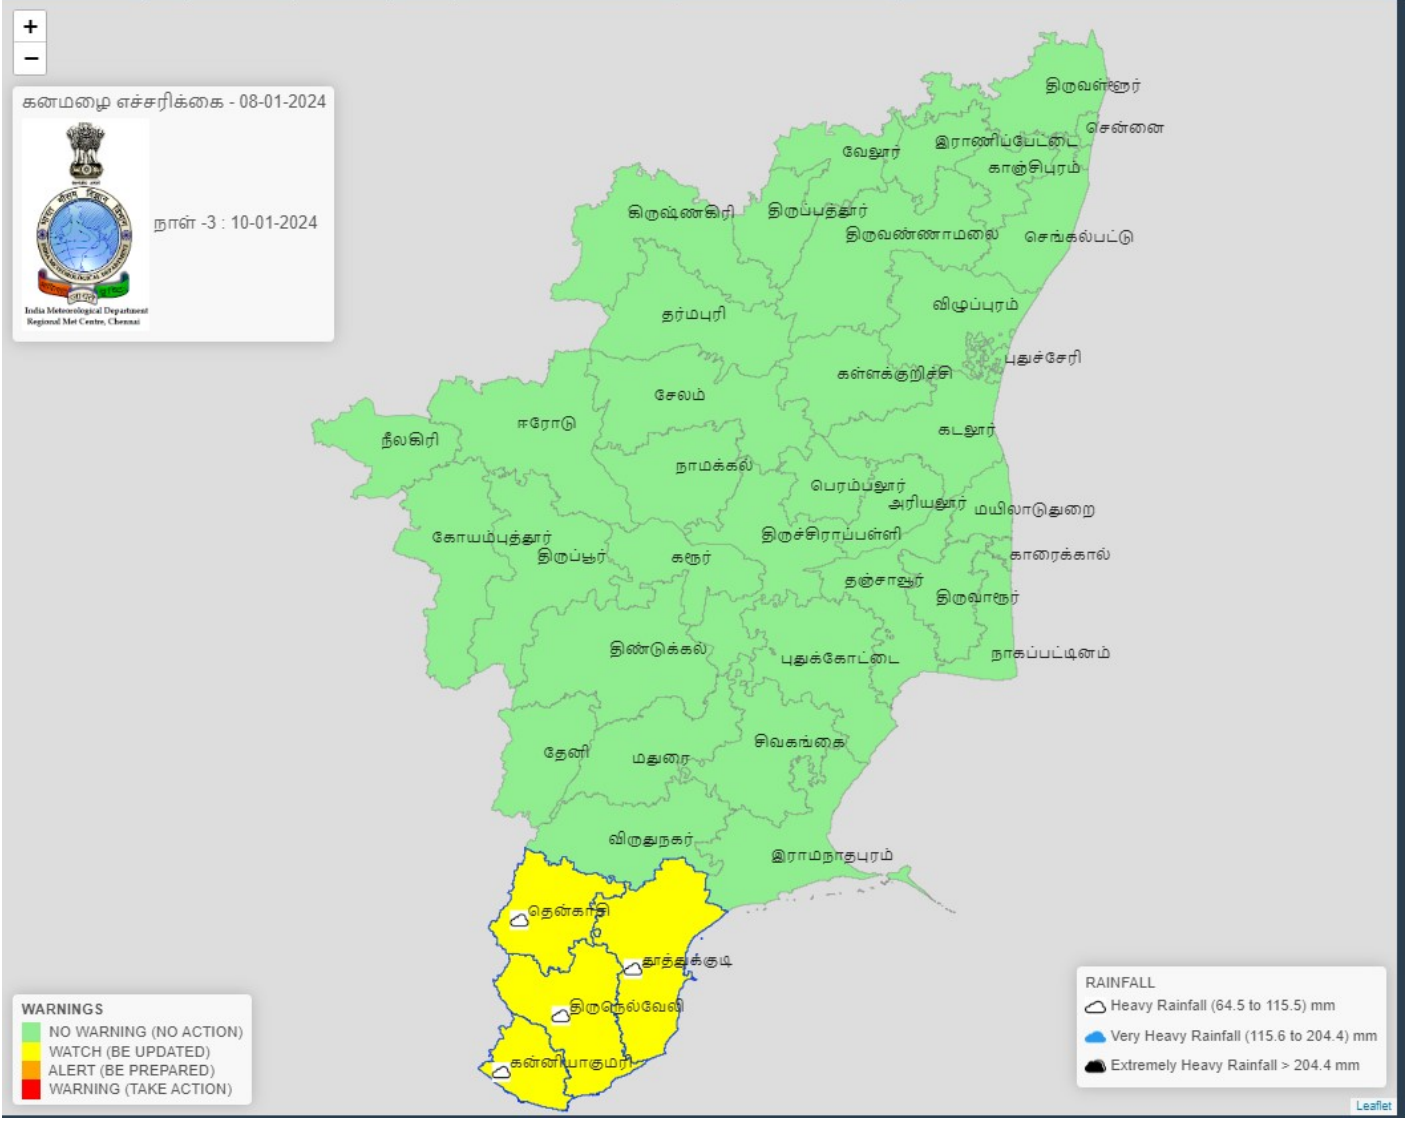 +
−
கனமழை எச்சரிக்கை - 08-01-2024
நாள் -3 : 10-01-2024
India Meteorological Department
Regional Met Centre, Chennai
திருவள்ளூர்
சென்னை
இராணிப்பேட்டை
வேலூர்
காஞ்சிபுரம்
கிருஷ்ணகிரி
திருப்பத்தூர்
திருவண்ணாமலை
செங்கல்பட்டு
விழுப்புரம்
தர்மபுரி
புதுச்சேரி
கள்ளக்குறிச்சி
சேலம்
ஈரோடு
கடலூர்
நீலகிரி
நாமக்கல்
பெரம்பலூர்
அரியலூர்
மயிலாடுதுறை
கோயம்புத்தூர்
திருச்சிராப்பள்ளி
திருப்பூர்
கரூர்
காரைக்கால்
தஞ்சாவூர்
திருவாரூர்
திண்டுக்கல்
புதுக்கோட்டை
நாகப்பட்டினம்
சிவகங்கை
தேனி
மதுரை
விருதுநகர்
இராமநாதபுரம்
தென்காசி
தூத்துக்குடி
திருநெல்வேலி
கன்னியாகுமரி
WARNINGS
NO WARNING (NO ACTION)
WATCH (BE UPDATED)
ALERT (BE PREPARED)
WARNING (TAKE ACTION)
RAINFALL
Heavy Rainfall (64.5 to 115.5) mm
Very Heavy Rainfall (115.6 to 204.4) mm
Extremely Heavy Rainfall > 204.4 mm
Leaflet